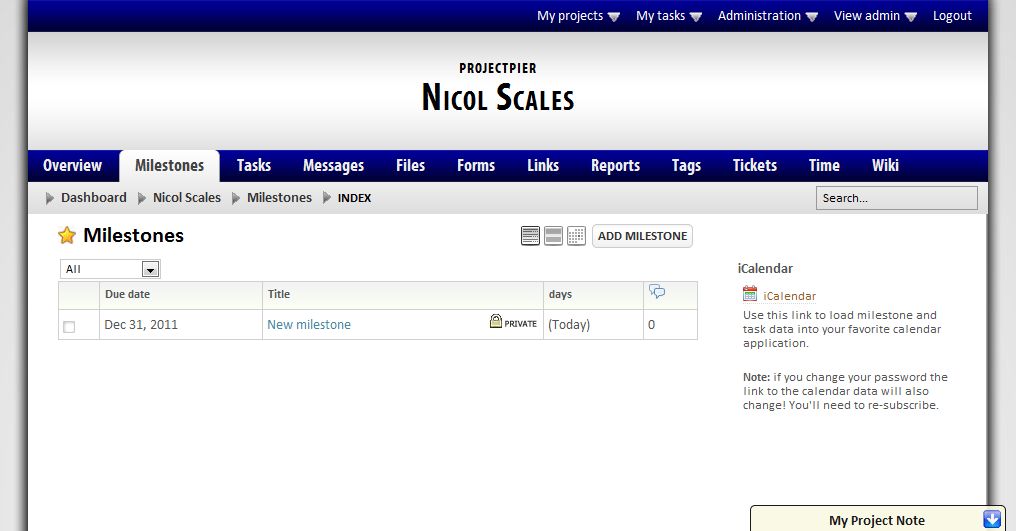 My projects My tasks Administration View admin Logout
PROJECTPIER
NICOL SCALES
Overview Milestones Tasks Messages Files Forms Links Reports Tags Tickets Time Wiki
Dashboard Nicol Scales Milestones INDEX Search...
Milestones ADD MILESTONE
All
Due date Title days
Dec 31, 2011 New milestone PRIVATE (Today) 0
iCalendar
iCalendar
Use this link to load milestone and
task data into your favorite calendar
application.
Note: if you change your password the
link to the calendar data will also
change! You'll need to re-subscribe.
My Project Note